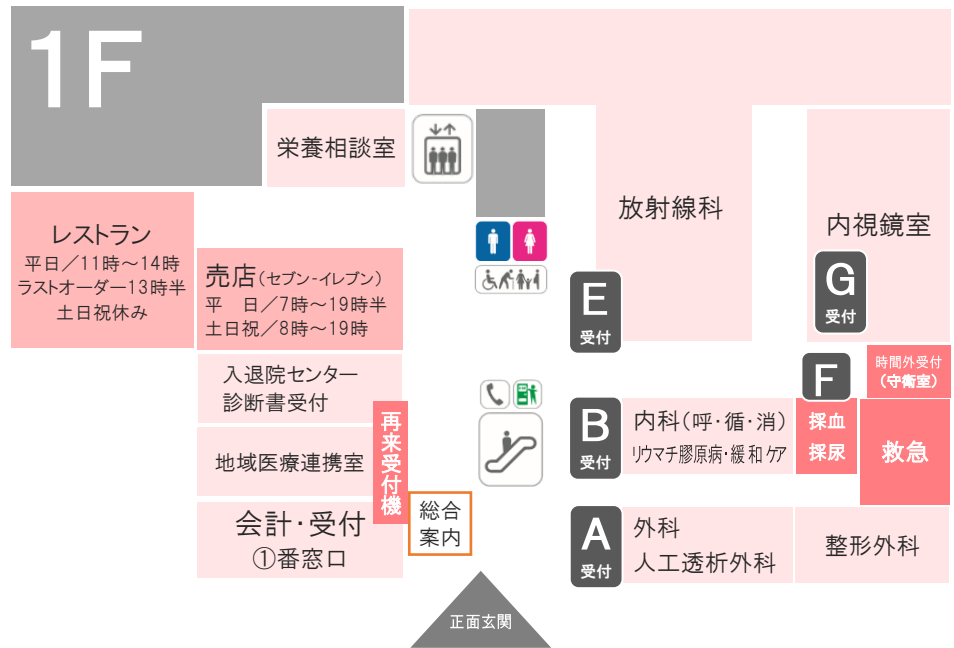 1F
栄養相談室
放射線科
内視鏡室
G
受付
E
受付
レストラン
平日／11時～14時
ラストオーダー13時半
土日祝休み
売店(セブン-イレブン)
平　日／7時～19時半
土日祝／8時～19時
入退院センター
診断書受付
地域医療連携室
再来受付機
会計・受付
①番窓口
総合
案内
正面玄関
時間外受付
(守衛室)
F
採血
採尿
救急
B
受付
内科(呼・循・消)
リウマチ膠原病・緩和ケア
A
受付
外科
人工透析外科
整形外科